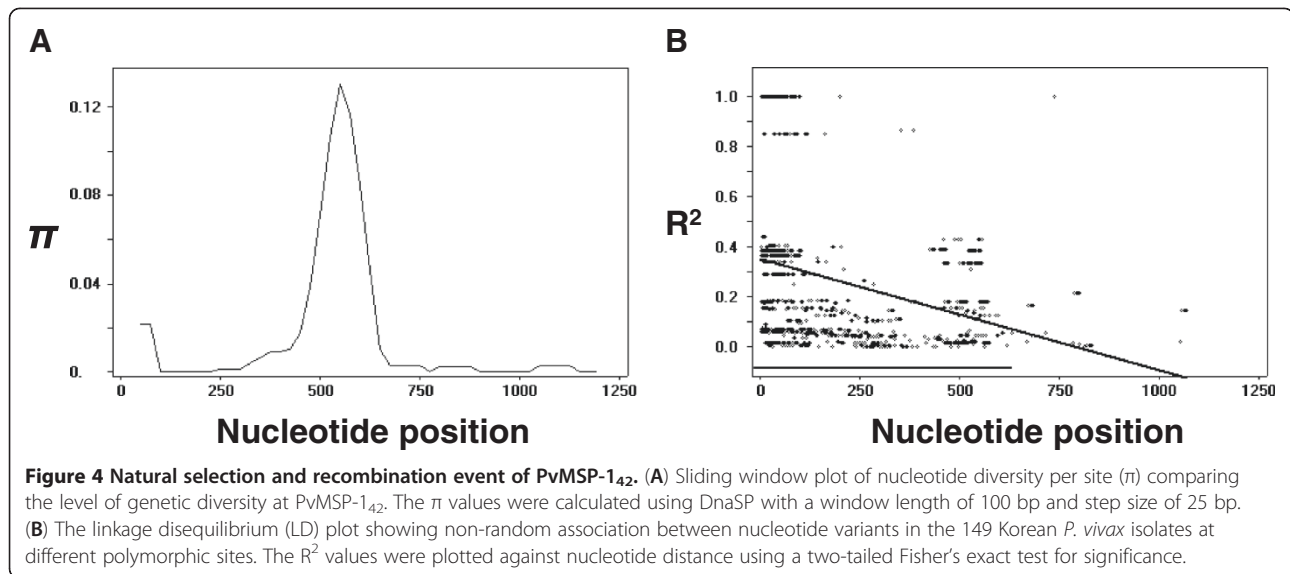 A
B
0.12
0.08
π
0.04
0.
0
250
500
750
1000
1250
Nucleotide position
1.0
0.8
0.6
R²
0.4
0.2
0.0
0
250
500
750
1000
1250
Nucleotide position
Figure 4 Natural selection and recombination event of PvMSP-1₄₂. (A) Sliding window plot of nucleotide diversity per site (π) comparing
the level of genetic diversity at PvMSP-1₄₂. The π values were calculated using DnaSP with a window length of 100 bp and step size of 25 bp.
(B) The linkage disequilibrium (LD) plot showing non-random association between nucleotide variants in the 149 Korean P. vivax isolates at
different polymorphic sites. The R² values were plotted against nucleotide distance using a two-tailed Fisher's exact test for significance.